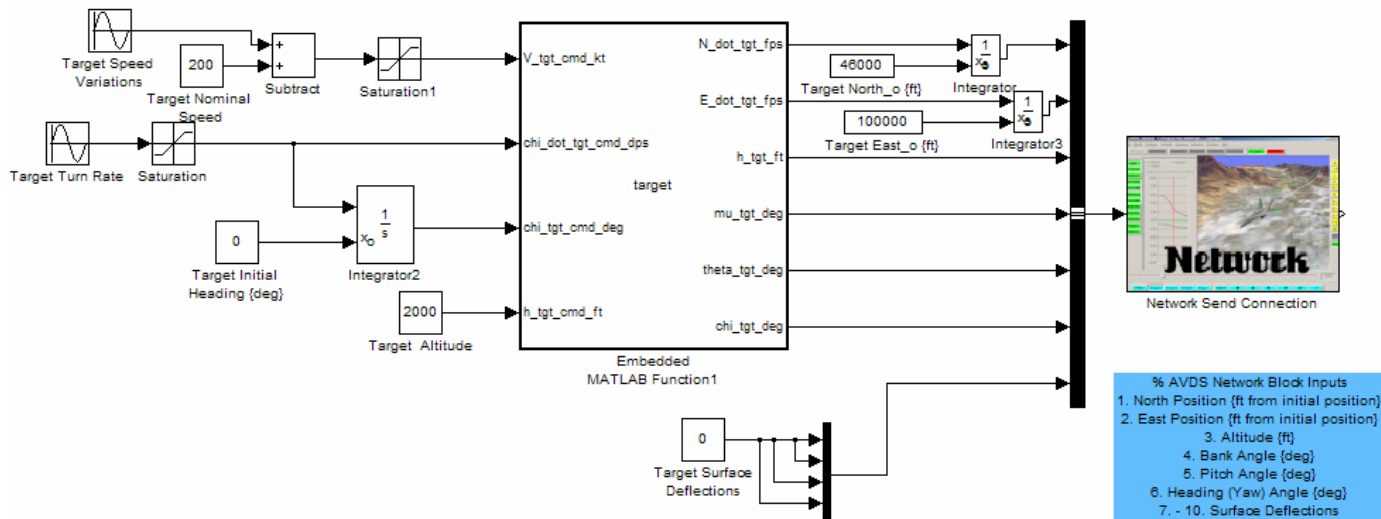 Target Speed
Variations
200
Target Nominal
Speed
+
+
Subtract
Saturation1
Target Turn Rate
Saturation
0
Target Initial
Heading {deg}
1
s
xo
Integrator2
2000
Target Altitude
V_tgt_cmd_kt
chi_dot_tgt_cmd_dps
chi_tgt_cmd_deg
h_tgt_cmd_ft
target
N_dot_tgt_fps
E_dot_tgt_fps
h_tgt_ft
mu_tgt_deg
theta_tgt_deg
chi_tgt_deg
Embedded
MATLAB Function1
46000
Target North_o {ft}
1
Integrator
100000
Target East_o {ft}
1
Integrator3
0
Target Surface
Deflections
Network
Network Send Connection
% AVDS Network Block Inputs
1. North Position {ft from initial position}
2. East Position {ft from initial position}
3. Altitude {ft}
4. Bank Angle {deg}
5. Pitch Angle {deg}
6. Heading (Yaw) Angle {deg}
7. - 10. Surface Deflections